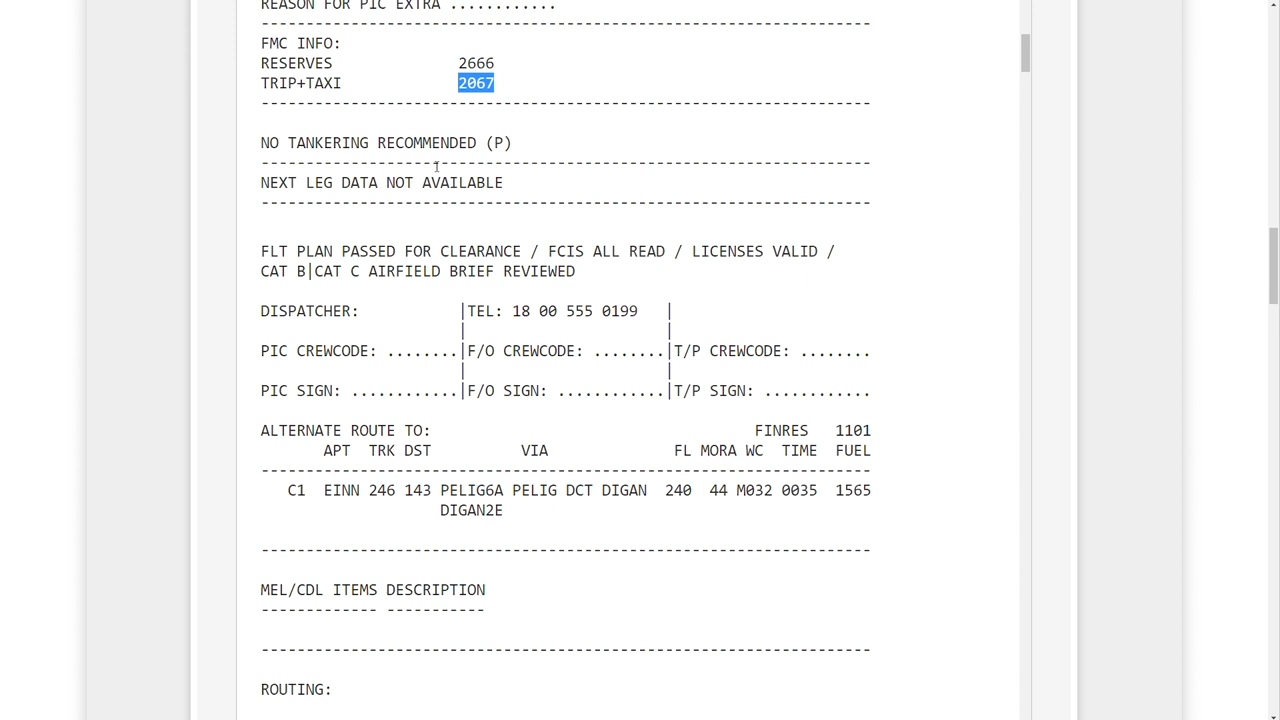 REASON FOR PIC EXTRA ............
--------------------------------------------------------------------
FMC INFO:
RESERVES 2666
TRIP+TAXI 2067
--------------------------------------------------------------------
NO TANKERING RECOMMENDED (P)
--------------------------------------------------------------------
NEXT LEG DATA NOT AVAILABLE
--------------------------------------------------------------------
FLT PLAN PASSED FOR CLEARANCE / FCIS ALL READ / LICENSES VALID /
CAT B|CAT C AIRFIELD BRIEF REVIEWED
DISPATCHER: |TEL: 18 00 555 0199 |
| |
PIC CREWCODE: ........|F/O CREWCODE: ........|T/P CREWCODE: ........
| |
PIC SIGN: ............|F/O SIGN: ............|T/P SIGN: ............
ALTERNATE ROUTE TO: FINRES 1101
APT TRK DST VIA FL MORA WC TIME FUEL
--------------------------------------------------------------------
C1 EINN 246 143 PELIG6A PELIG DCT DIGAN 240 44 M032 0035 1565
DIGAN2E
--------------------------------------------------------------------
MEL/CDL ITEMS DESCRIPTION
------------- -----------
--------------------------------------------------------------------
ROUTING: